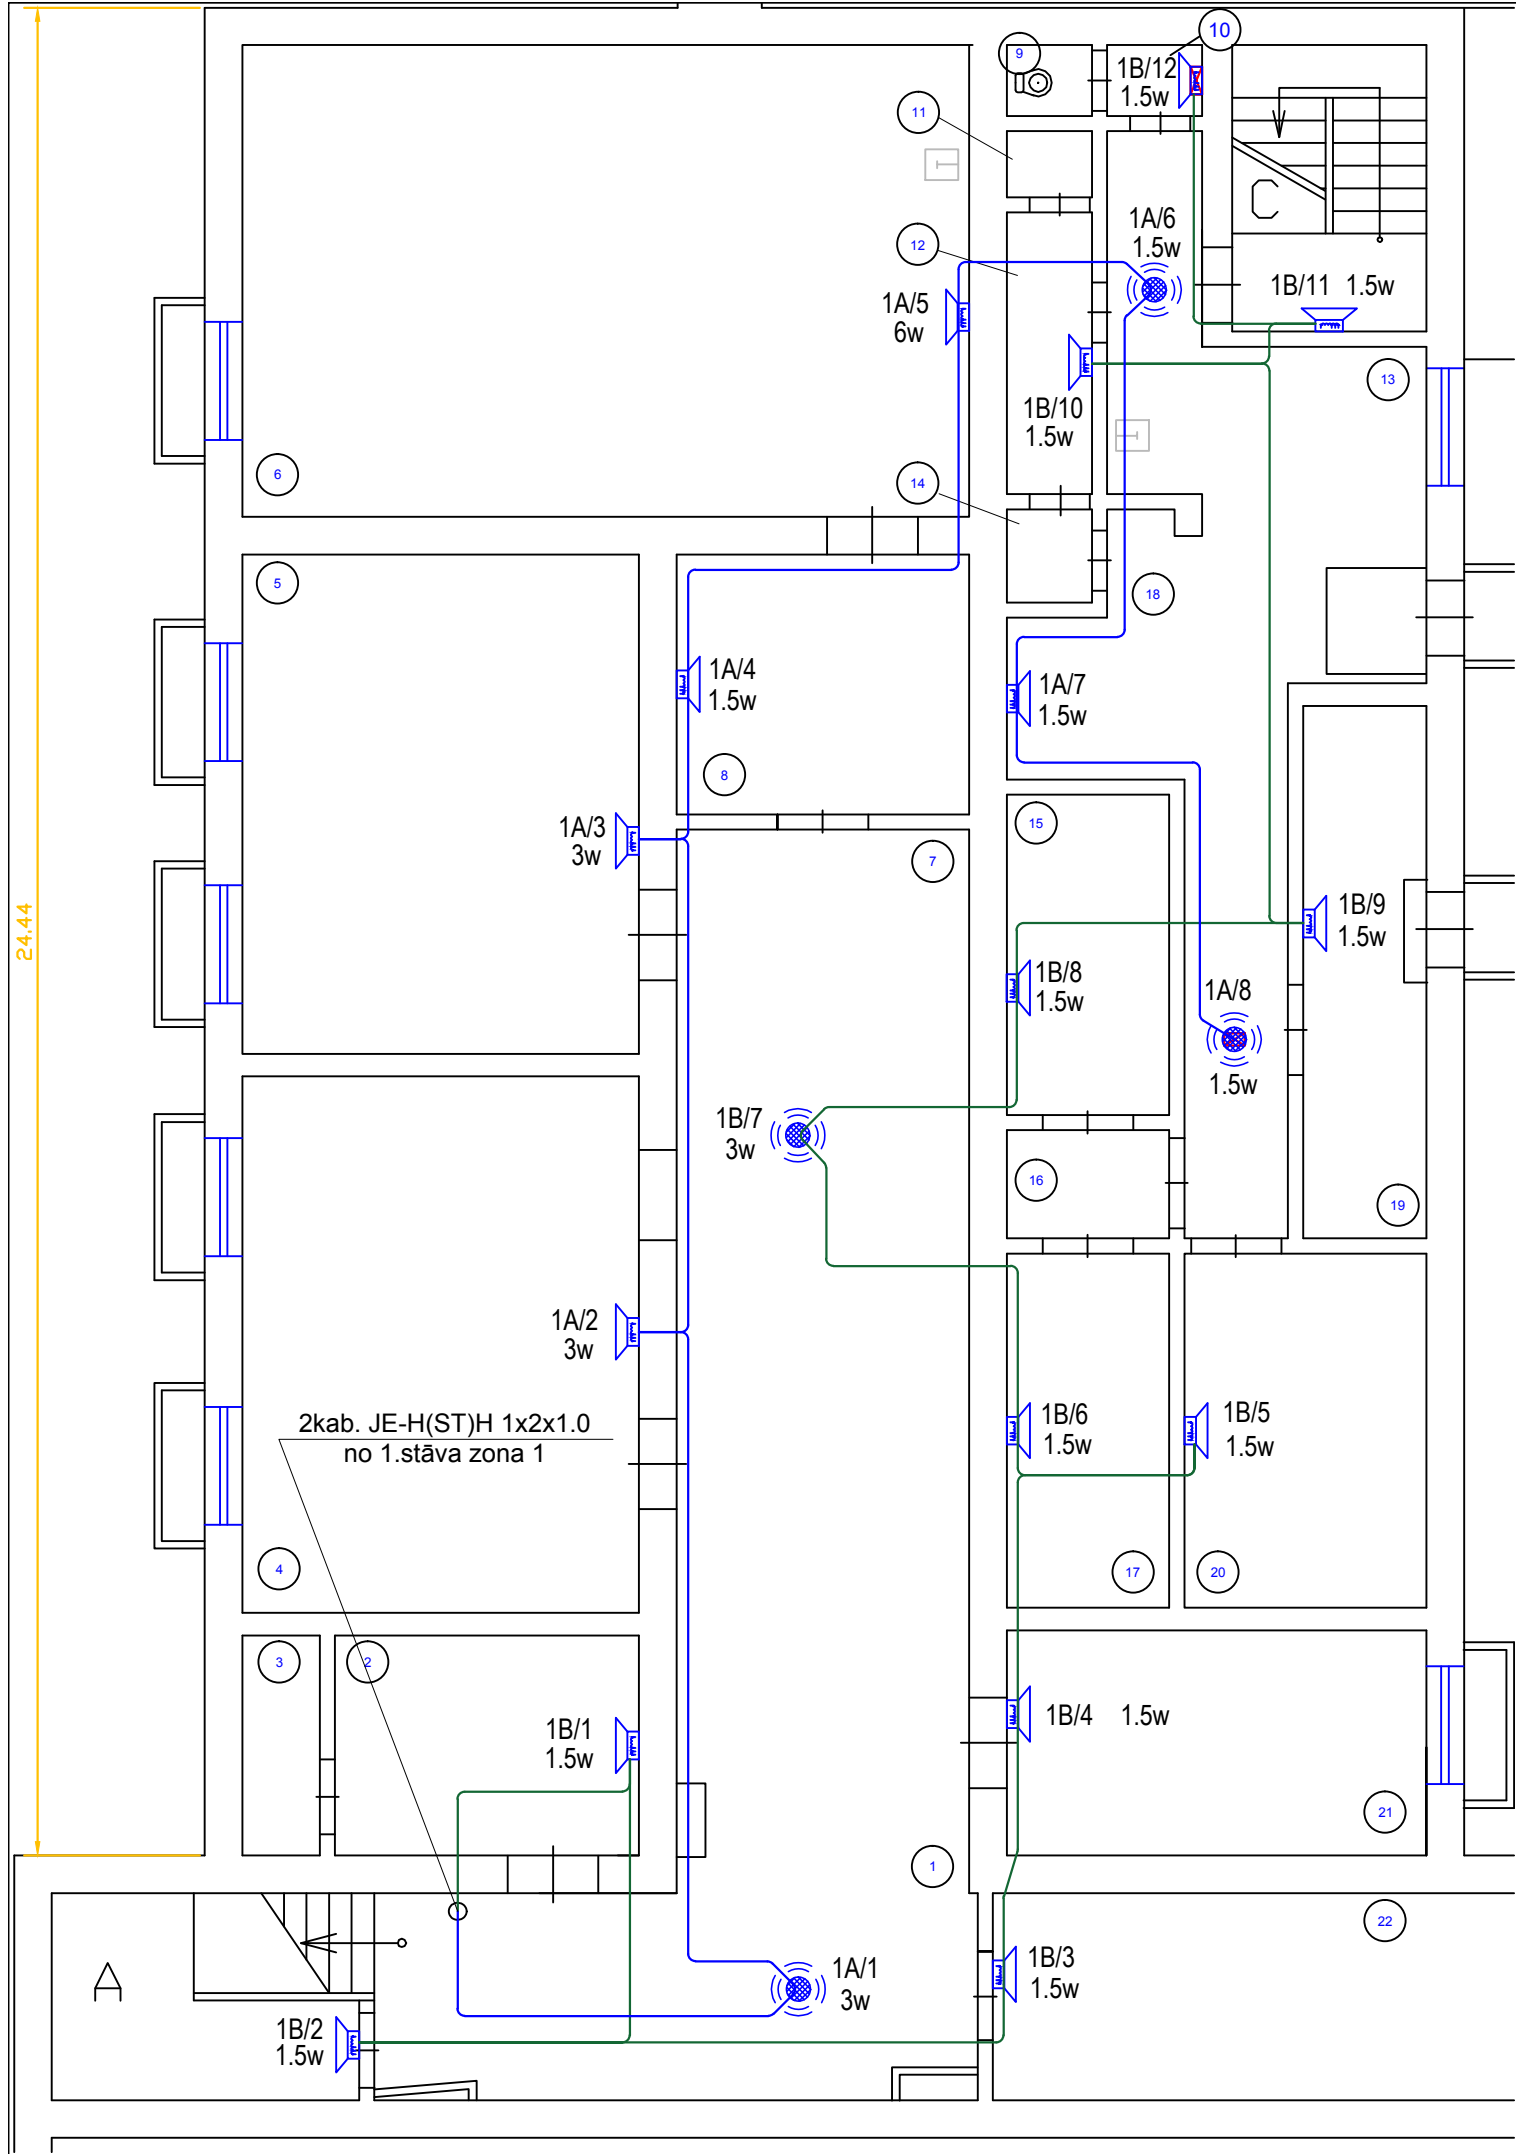 10
9
1B/12
1.5w
11
1A/6
1.5w
12
1B/11 1.5w
1A/5
6w
13
1B/10
1.5w
6
14
5
18
1A/4
1.5w
1A/7
1.5w
8
15
1A/3
3w
7
24.44
1B/9
1.5w
1B/8
1.5w
1A/8
1.5w
1B/7
3w
16
19
1A/2
3w
2kab. JE-H(ST)H 1x2x1.0
no 1.stāva zona 1
1B/6
1.5w
1B/5
1.5w
4
17
20
3
2
1B/1
1.5w
1B/4 1.5w
21
1
22
A
1A/1
3w
1B/3
1.5w
1B/2
1.5w
C